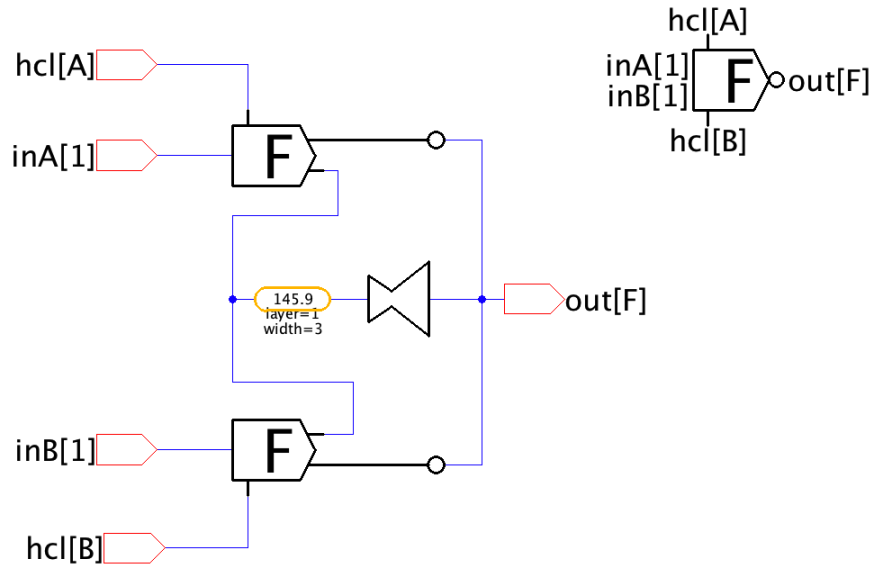 hcl[A]
inA[1]
F
145.9
layer=1
width=3
out[F]
inB[1]
F
hcl[B]
hcl[A]
inA[1]
inB[1]
F
out[F]
hcl[B]